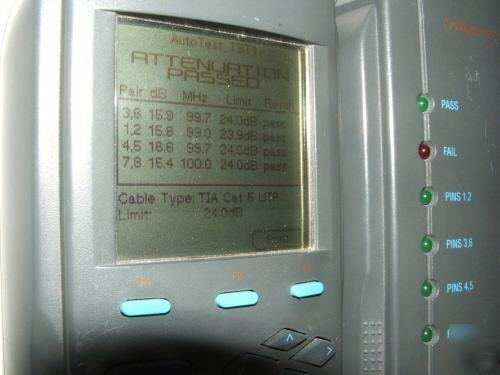 AutoTest TST1
ATTENUATION
PASSED
Pair dB MHz Limit Result
3,6 15.9 99.7 24.0dB pass
1,2 15.8 99.0 23.9dB pass
4,5 16.6 99.7 24.0dB pass
7,8 15.4 100.0 24.0dB pass
Cable Type: TIA Cat 5 UTP
Limit: 24.0dB
F1 F2
PASS
FAIL
PINS 1,2
PINS 3,6
PINS 4,5